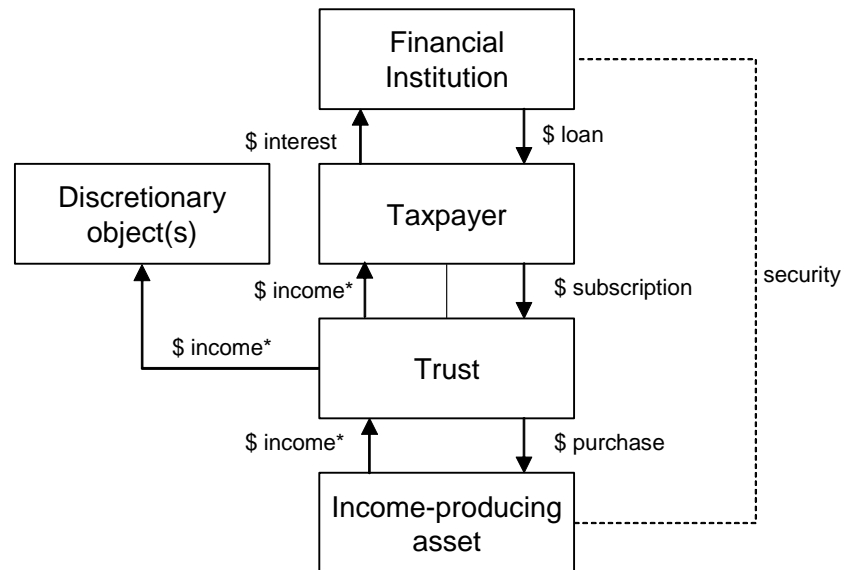 Financial
Institution
$ interest
$ loan
Discretionary
object(s)
Taxpayer
$ income*
$ subscription
security
$ income*
Trust
$ income*
$ purchase
Income-producing
asset